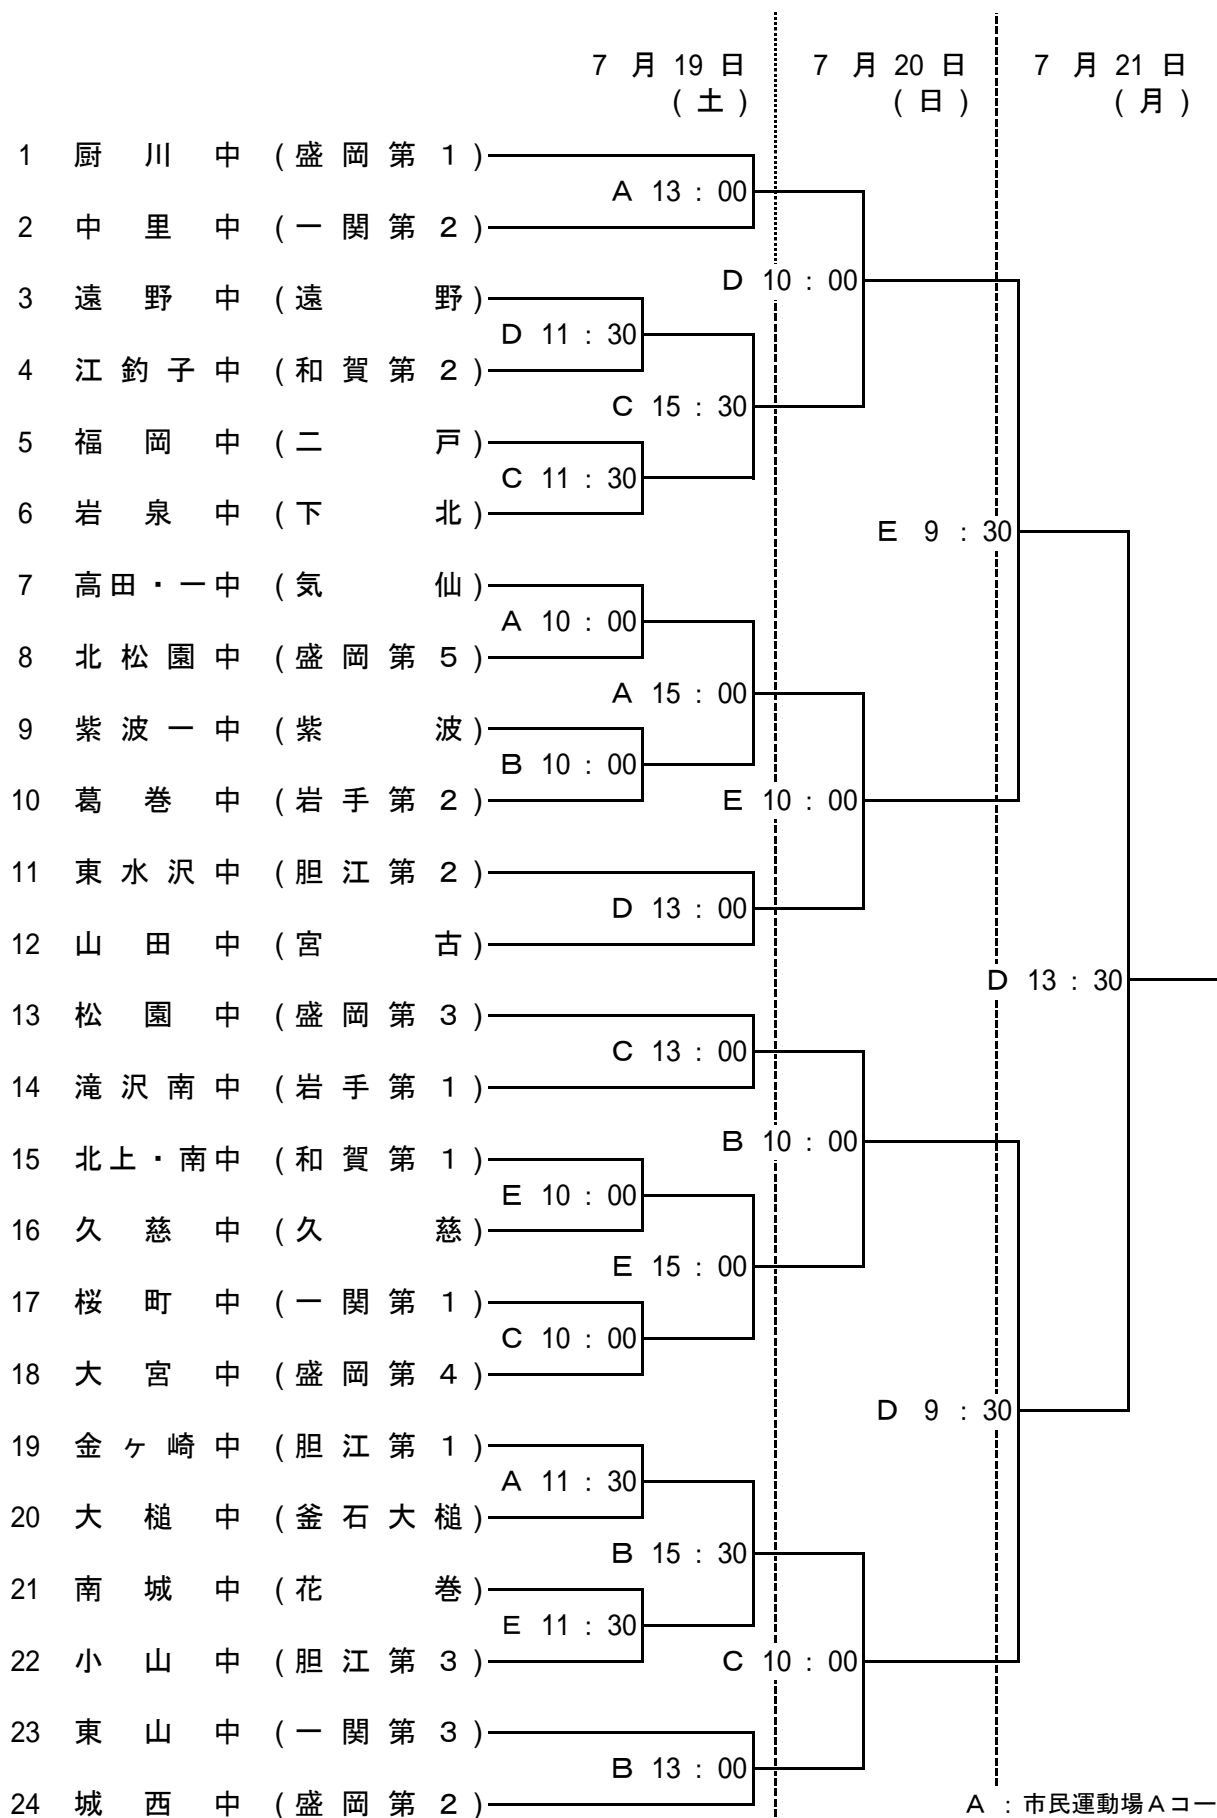 7 月 19 日 7 月 20 日 7 月 21 日
( 土 ) ( 日 ) ( 月 )
1 厨川中 (盛岡第1)
A 13 : 00
2 中里中 (一関第2)
D 10 : 00
3 遠野中 (遠野)
D 11 : 30
4 江釣子中 (和賀第2)
C 15 : 30
5 福岡中 (二戸)
C 11 : 30
6 岩泉中 (下北)
E 9 : 30
7 高田・一中 (気仙)
A 10 : 00
8 北松園中 (盛岡第5)
A 15 : 00
9 紫波一中 (紫波)
B 10 : 00
10 葛巻中 (岩手第2)
E 10 : 00
11 東水沢中 (胆江第2)
D 13 : 00
12 山田中 (宮古)
D 13 : 30
13 松園中 (盛岡第3)
C 13 : 00
14 滝沢南中 (岩手第1)
B 10 : 00
15 北上・南中 (和賀第1)
E 10 : 00
16 久慈中 (久慈)
E 15 : 00
17 桜町中 (一関第1)
C 10 : 00
18 大宮中 (盛岡第4)
D 9 : 30
19 金ヶ崎中 (胆江第1)
A 11 : 30
20 大槌中 (釜石大槌)
B 15 : 30
21 南城中 (花巻)
E 11 : 30
22 小山中 (胆江第3)
C 10 : 00
23 東山中 (一関第3)
B 13 : 00
24 城西中 (盛岡第2)
A : 市民運動場Aコー